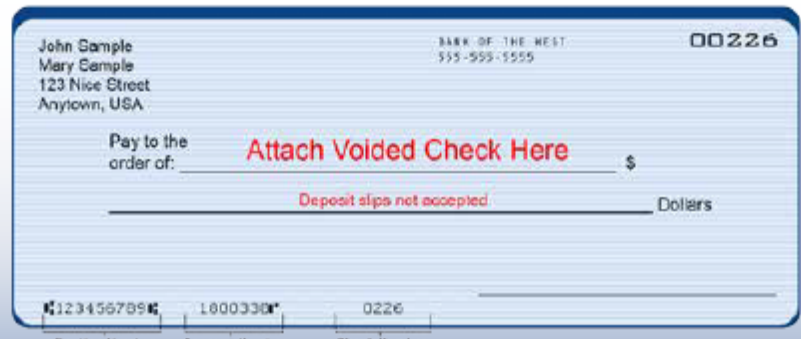 John Sample
Mary Sample
123 Nice Street
Anytown, USA
BANK OF THE WEST
555-555-5555
00226
Pay to the
order of: Attach Voided Check Here $
Deposit slips not accepted Dollars
⑆123456789⑆ 1800338⑈ 0226